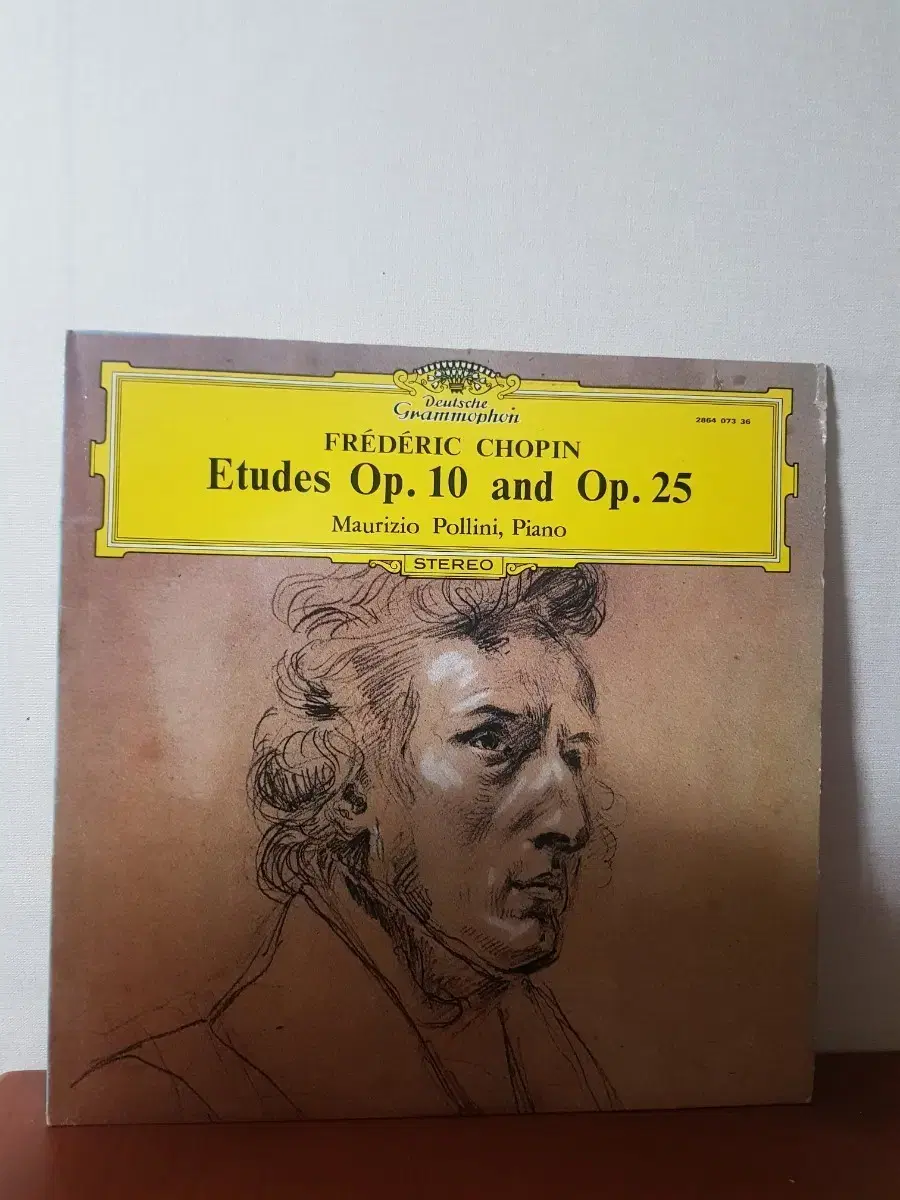 Deutsche
Grammophon
2864 073 36
FRÉDÉRIC CHOPIN
Etudes Op. 10 and Op. 25
Maurizio Pollini, Piano
STEREO